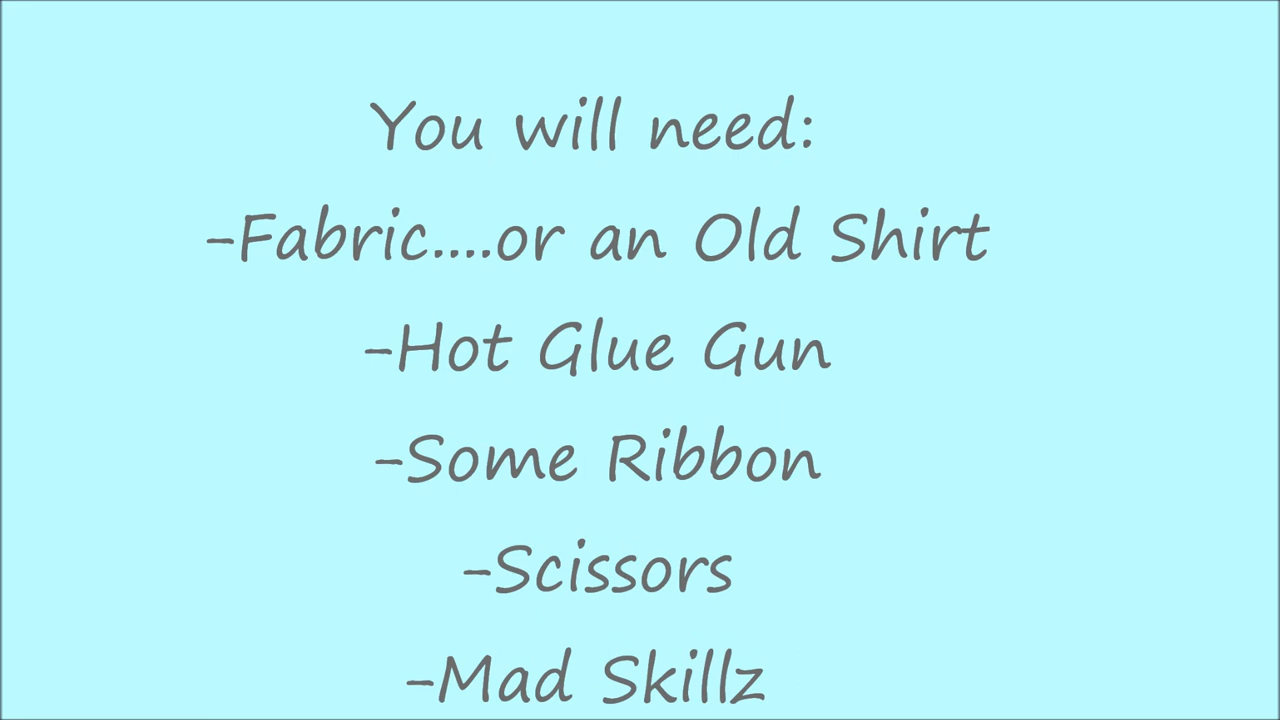 You will need:
-Fabric....or an Old Shirt
-Hot Glue Gun
-Some Ribbon
-Scissors
-Mad Skillz